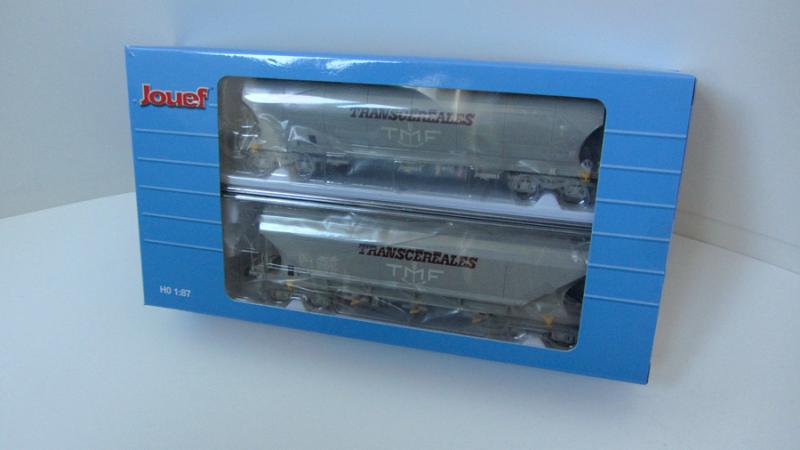 Jouef
TRANSCEREALES
TMF
TRANSCEREALES
TMF
H0 1:87